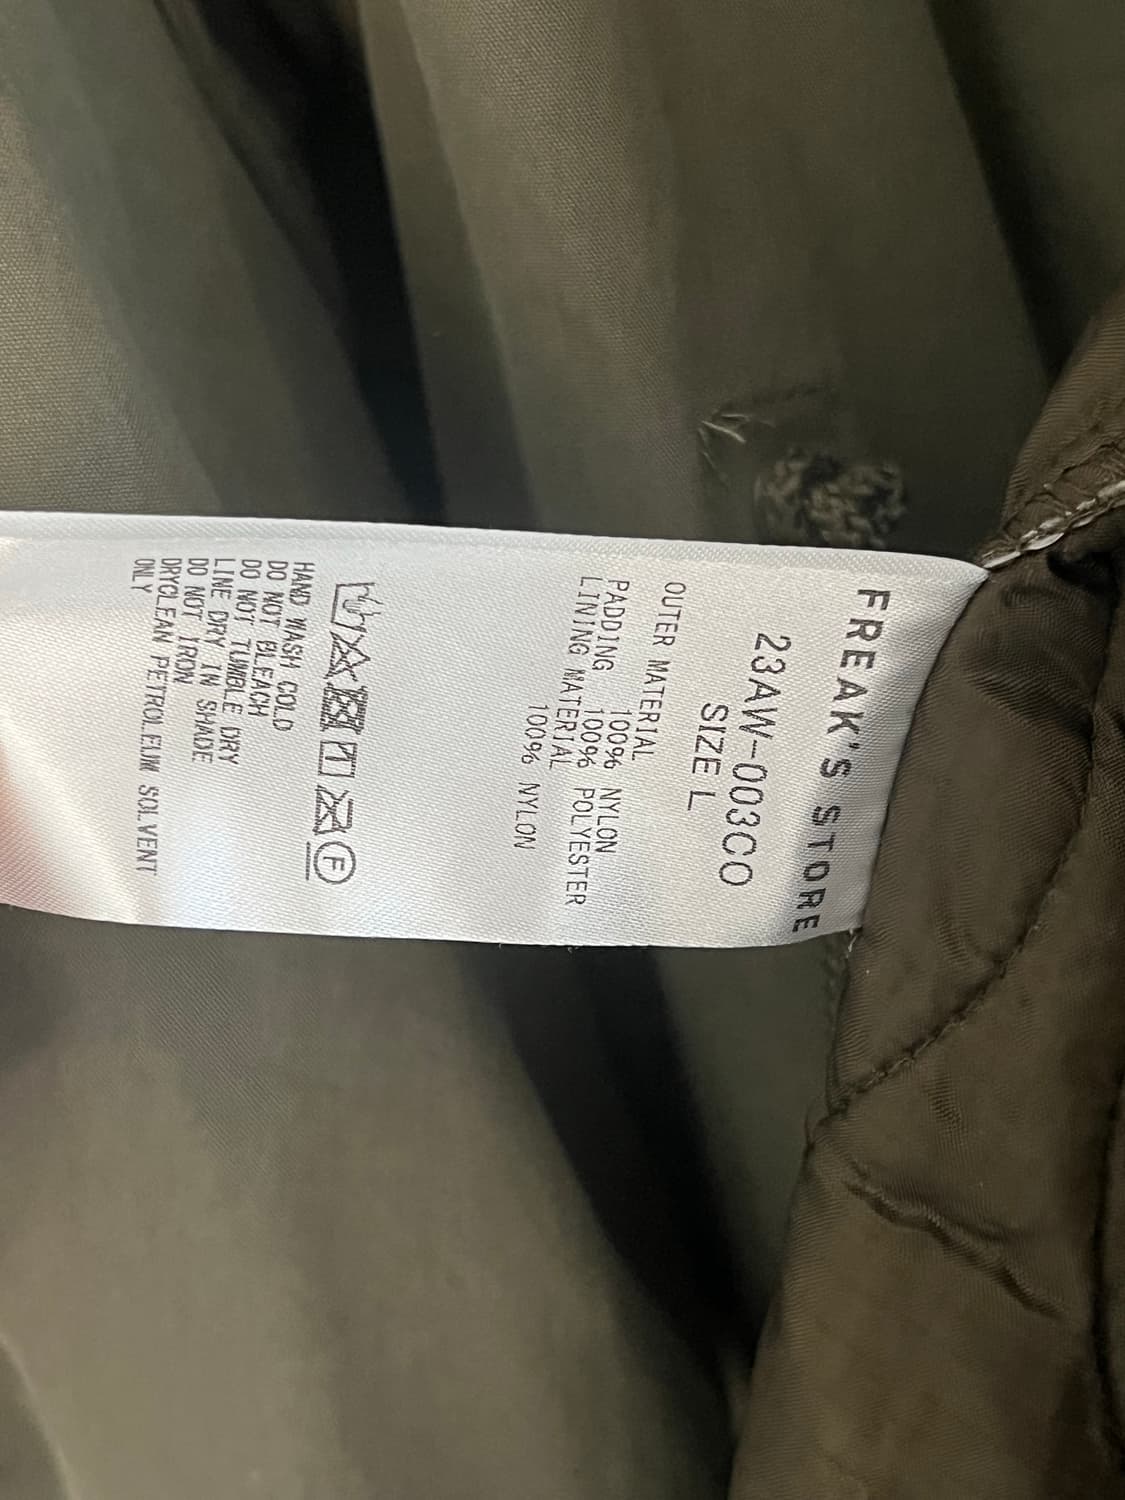 FREAK'S STORE
23AW-003CO
SIZE L
OUTER MATERIAL
100% NYLON
PADDING 100% POLYESTER
LINING MATERIAL
100% NYLON
F
HAND WASH COLD
DO NOT BLEACH
DO NOT TUMBLE DRY
LINE DRY IN SHADE
DO NOT IRON
DRYCLEAN PETROLEUM SOLVENT
ONLY